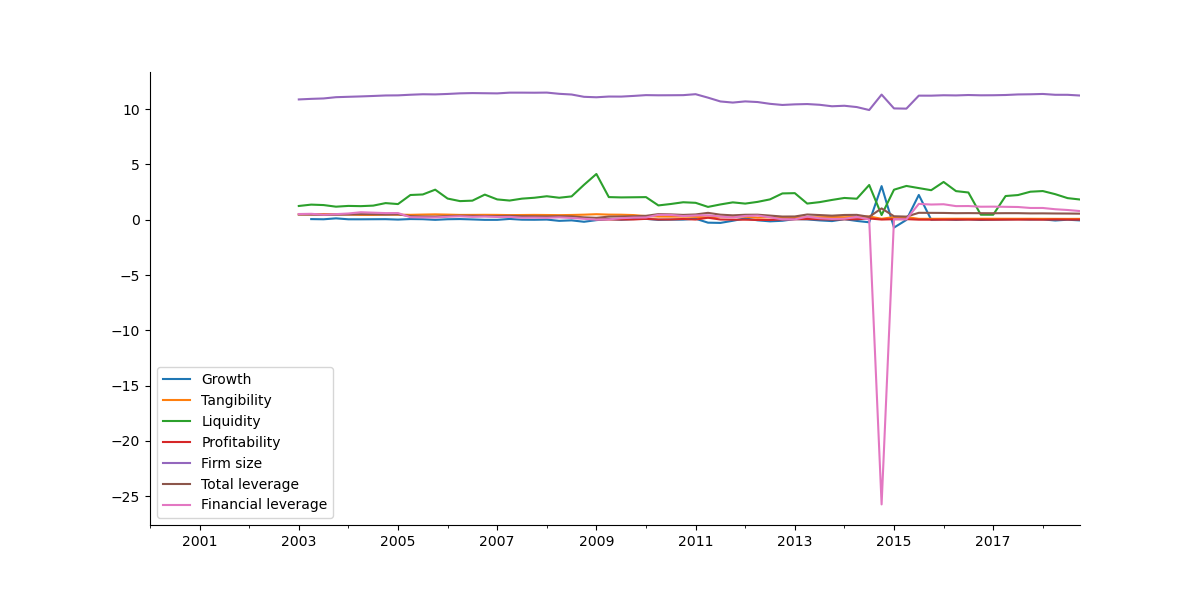 10
5
0
−5
−10
−15
−20
−25
Growth
Tangibility
Liquidity
Profitability
Firm size
Total leverage
Financial leverage
2001 2003 2005 2007 2009 2011 2013 2015 2017